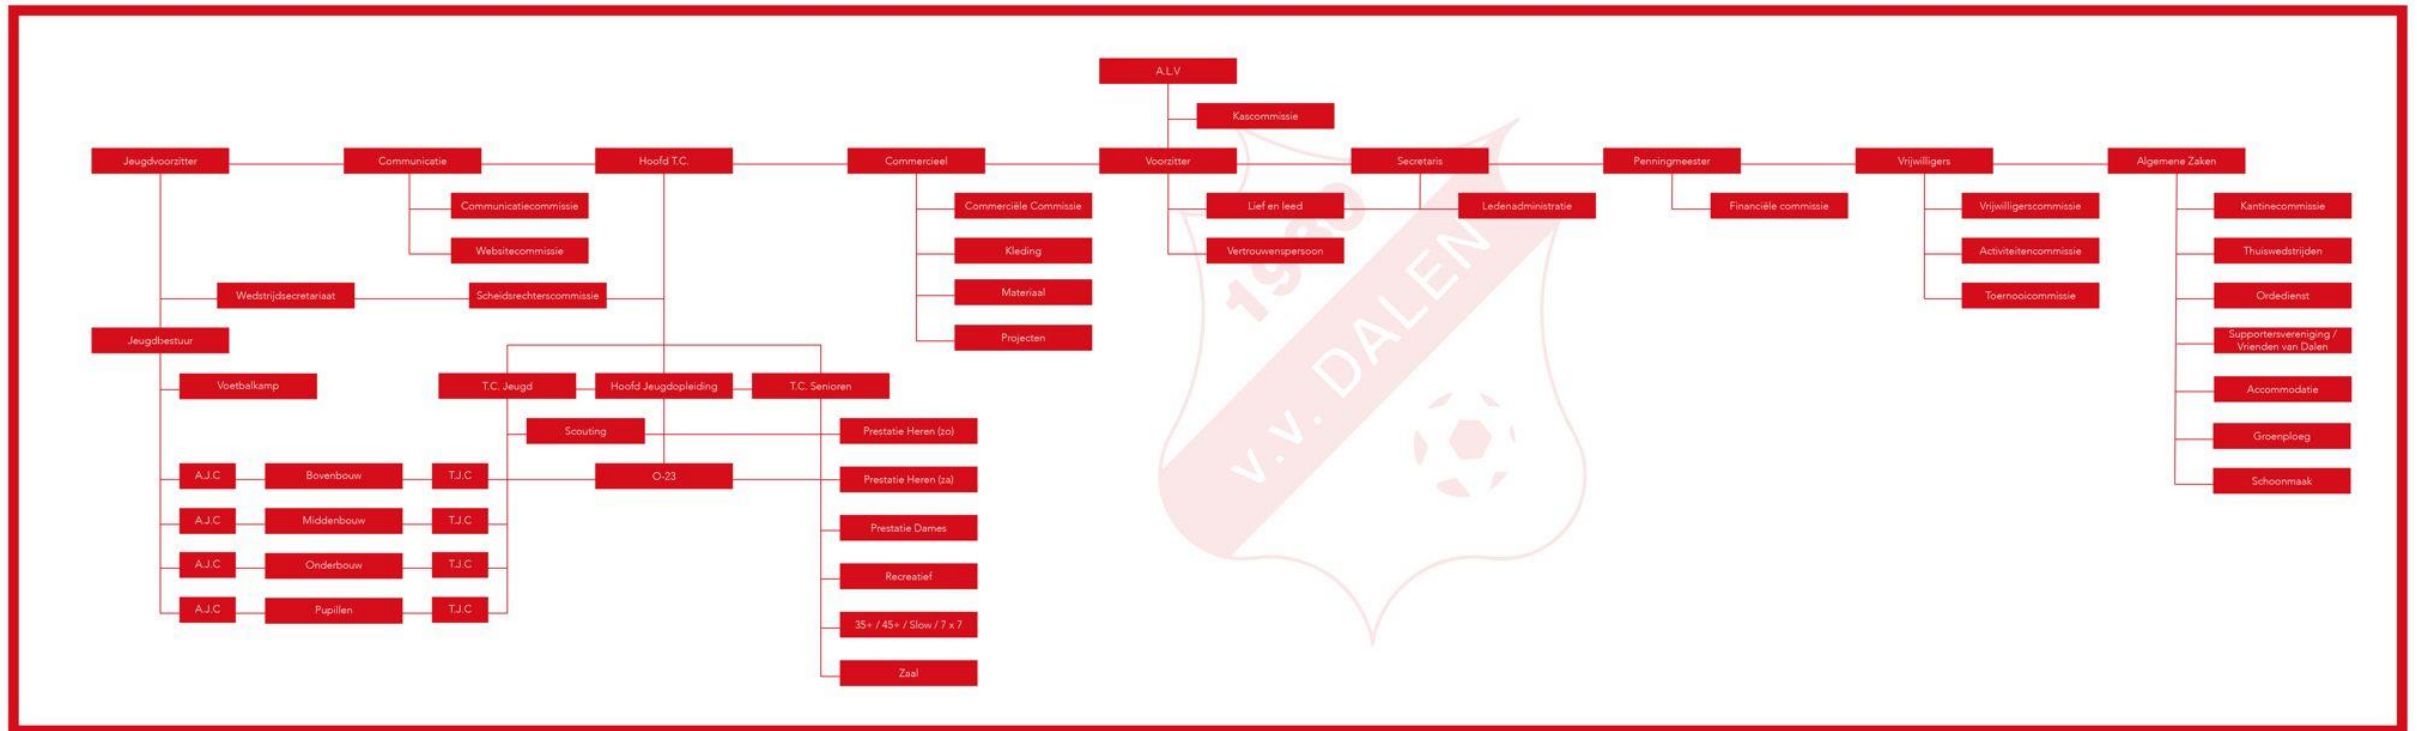 A.L.V
Kascommissie
Jeugdvoorzitter
Communicatie
Hoofd T.C.
Commercieel
Voorzitter
Secretaris
Penningmeester
Vrijwilligers
Algemene Zaken
Communicatiecommissie
Commerciële Commissie
Lief en leed
Ledenadministratie
Financiële commissie
Vrijwilligerscommissie
Kantinecommissie
Websitecommissie
Kleding
Vertrouwenspersoon
Activiteitencommissie
Thuiswedstrijden
Wedstrijdsecretariaat
Scheidsrechterscommissie
Materiaal
Toernooicommissie
Ordedienst
Jeugdbestuur
Projecten
Supportersvereniging /
Vrienden van Dalen
Voetbalkamp
T.C. Jeugd
Hoofd Jeugdopleiding
T.C. Senioren
Accommodatie
Scouting
Prestatie Heren (zo)
Groenploeg
A.J.C
Bovenbouw
T.J.C
O-23
Prestatie Heren (za)
Schoonmaak
A.J.C
Middenbouw
T.J.C
Prestatie Dames
A.J.C
Onderbouw
T.J.C
Recreatief
A.J.C
Pupillen
T.J.C
35+ / 45+ / Slow / 7 x 7
Zaal
1960
v.v. DALEN